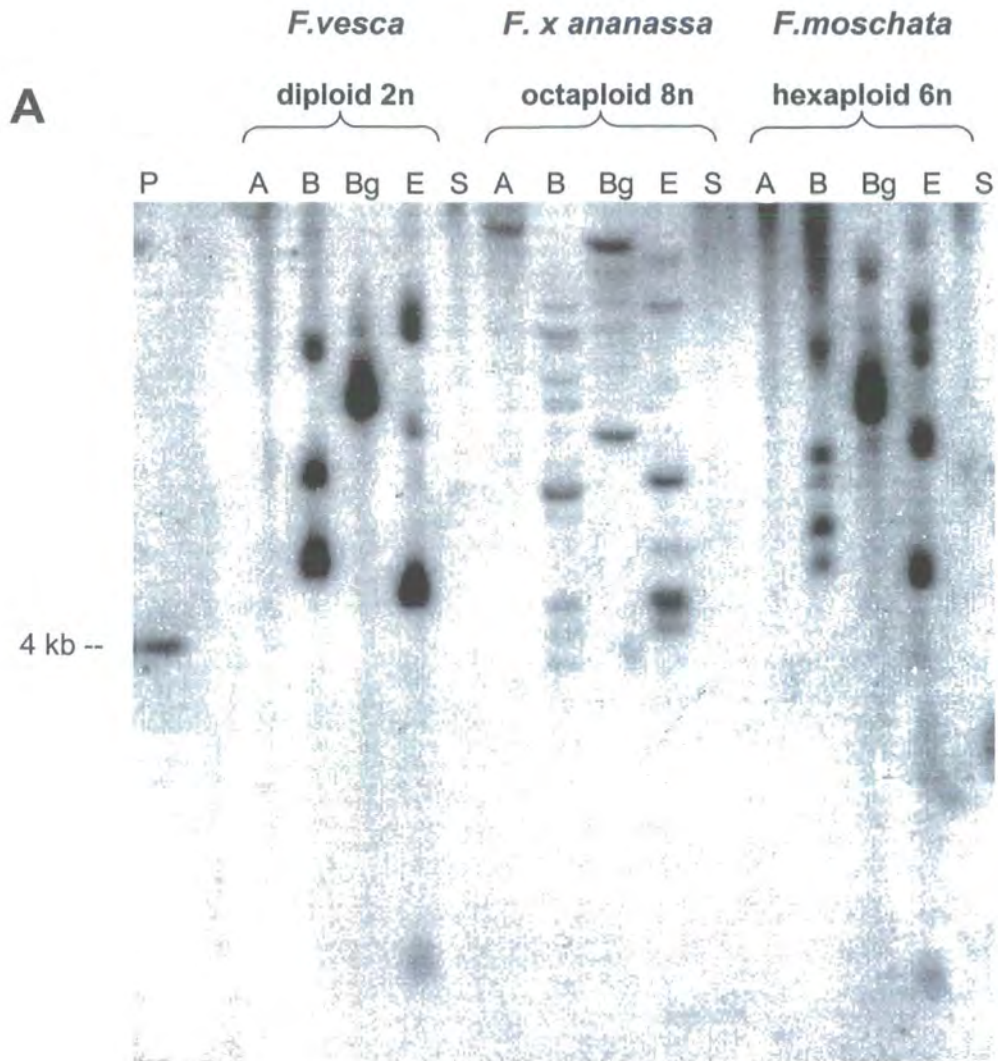 F.vesca F. x ananassa F.moschata
A
diploid 2n octaploid 8n hexaploid 6n
P A B Bg E S A B Bg E S A B Bg E S
4 kb --